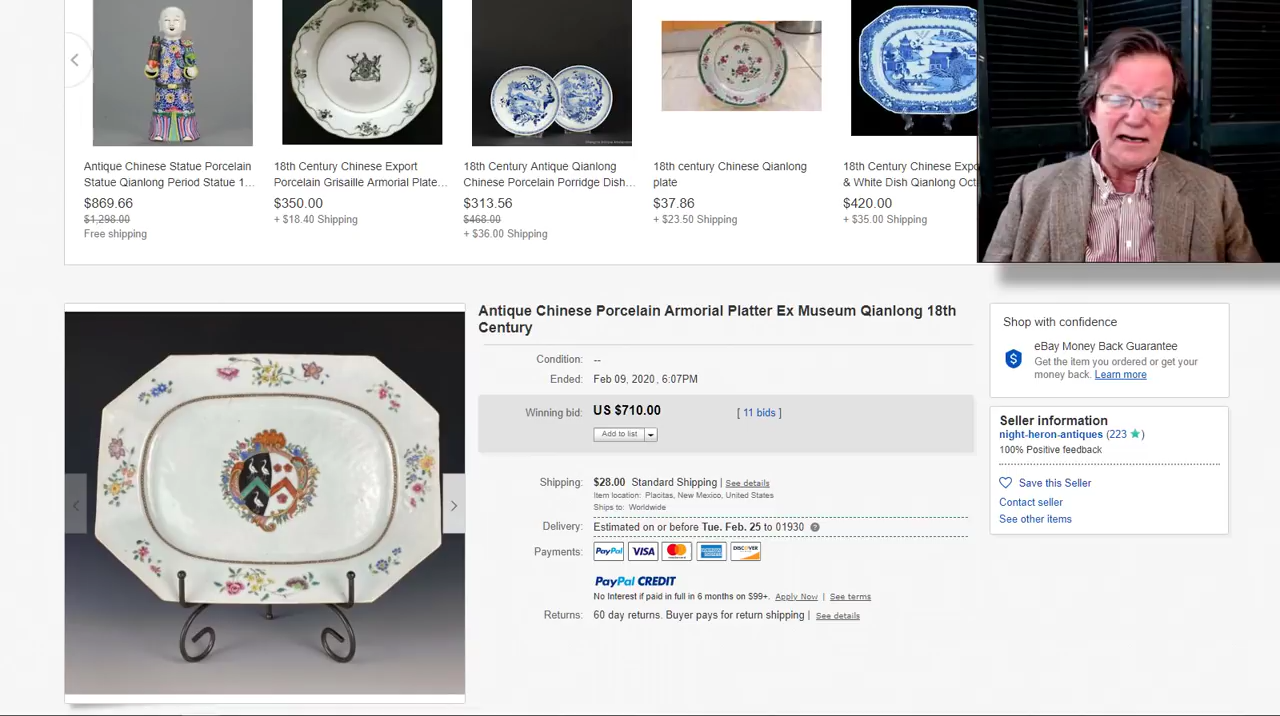 Antique Chinese Statue Porcelain
Statue Qianlong Period Statue 1...
$869.66
$1,298.00
Free shipping
18th Century Chinese Export
Porcelain Grisaille Armorial Plate...
$350.00
+ $18.40 Shipping
18th Century Antique Qianlong
Chinese Porcelain Porridge Dish...
$313.56
$468.00
+ $36.00 Shipping
18th century Chinese Qianlong
plate
$37.86
+ $23.50 Shipping
18th Century Chinese Expo
& White Dish Qianlong Oct
$420.00
+ $35.00 Shipping
Antique Chinese Porcelain Armorial Platter Ex Museum Qianlong 18th
Century
Condition: --
Ended: Feb 09, 2020 , 6:07PM
Winning bid: US $710.00 [ 11 bids ]
Add to list
Shipping: $28.00 Standard Shipping | See details
Item location: Placitas, New Mexico, United States
Ships to: Worldwide
Delivery: Estimated on or before Tue. Feb. 25 to 01930
Payments: PayPal VISA MasterCard DISCOVER
PayPal CREDIT
No Interest if paid in full in 6 months on $99+. Apply Now | See terms
Returns: 60 day returns. Buyer pays for return shipping | See details
Shop with confidence
eBay Money Back Guarantee
Get the item you ordered or get your
money back. Learn more
Seller information
night-heron-antiques (223 ★)
100% Positive feedback
Save this Seller
Contact seller
See other items